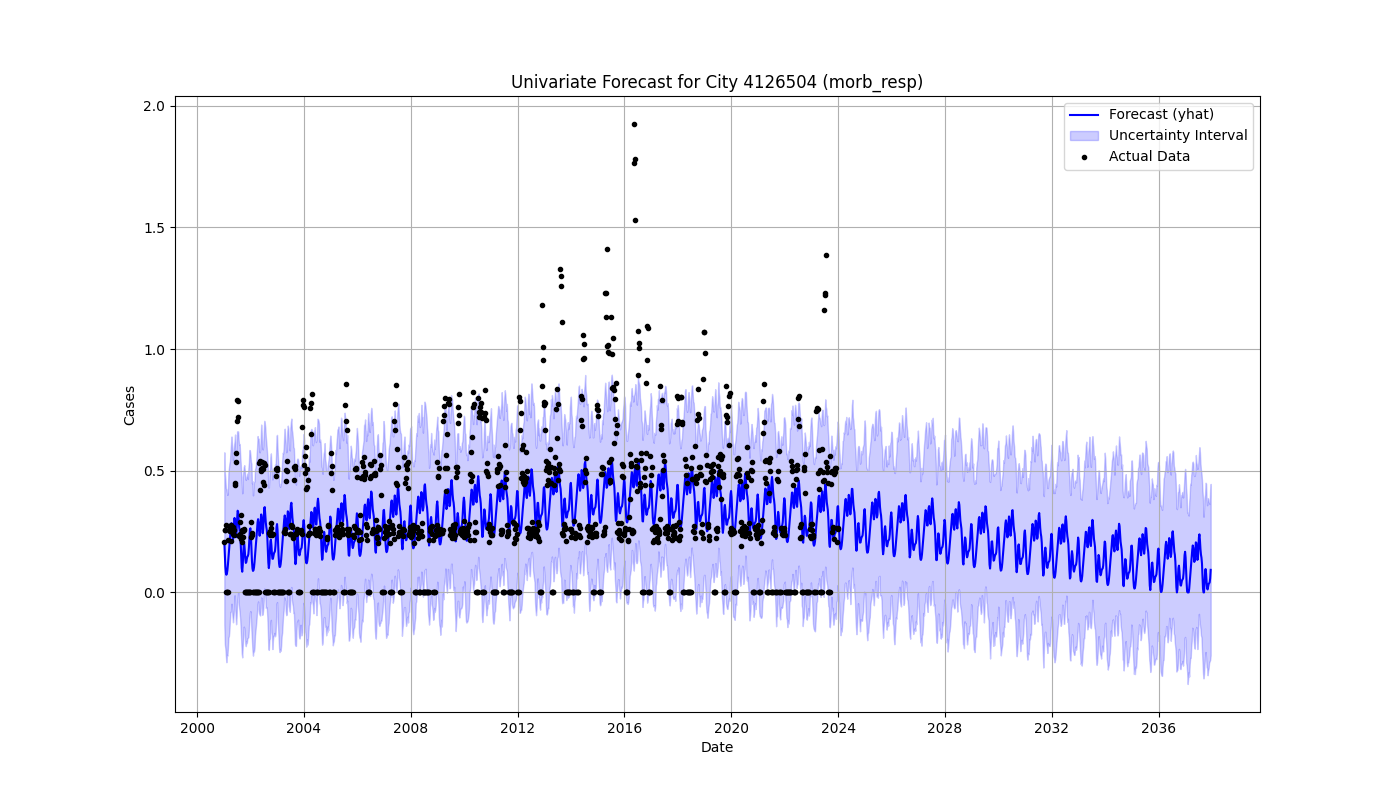 Univariate Forecast for City 4126504 (morb_resp)
Forecast (yhat)
Uncertainty Interval
Actual Data
Cases
2.0
1.5
1.0
0.5
0.0
2000 2004 2008 2012 2016 2020 2024 2028 2032 2036
Date